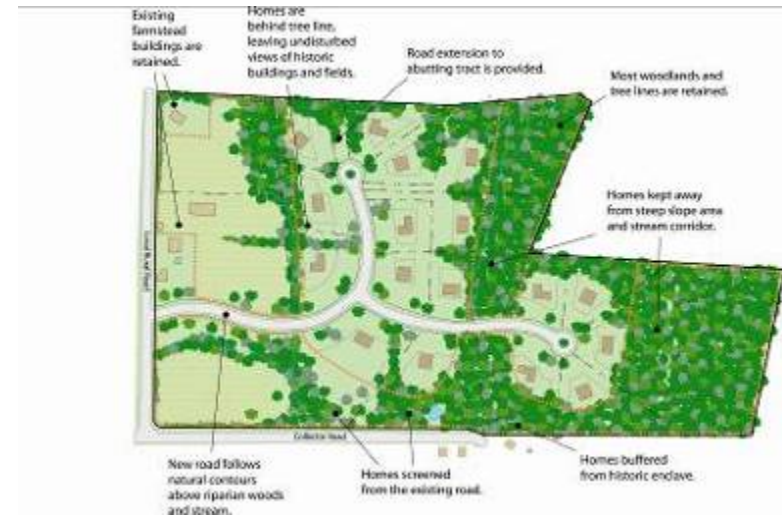 Existing
farmstead
buildings are
retained.
Homes are
behind tree line,
leaving undisturbed
views of historic
buildings and fields.
Road extension to
abutting tract is provided.
Most woodlands and
tree lines are retained.
Homes kept away
from steep slope area
and stream corridor.
Collector Road
New road follows
natural contours
above riparian woods
and stream.
Homes screened
from the existing road.
Homes buffered
from historic enclave.